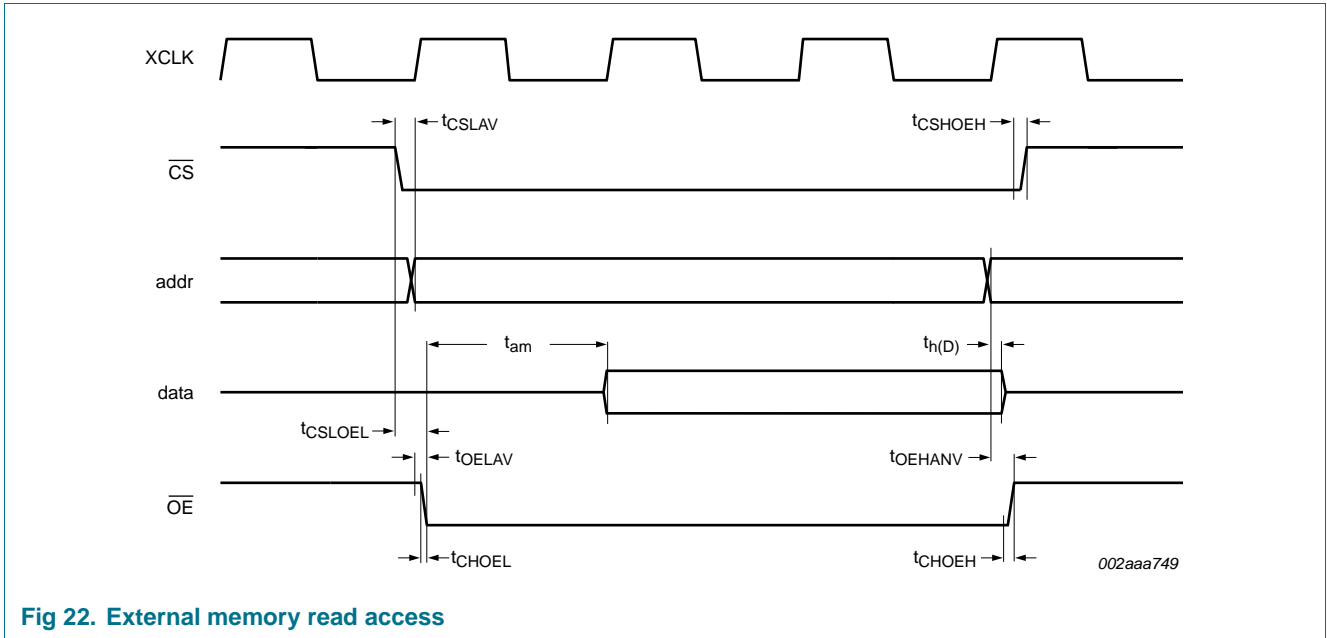 XCLK
tCSLAV
tCSHOEH
CS
addr
tam
th(D)
data
tCSLOEL
tOELAV
tOEHANV
OE
tCHOEL
tCHOEH
002aaa749
Fig 22. External memory read access